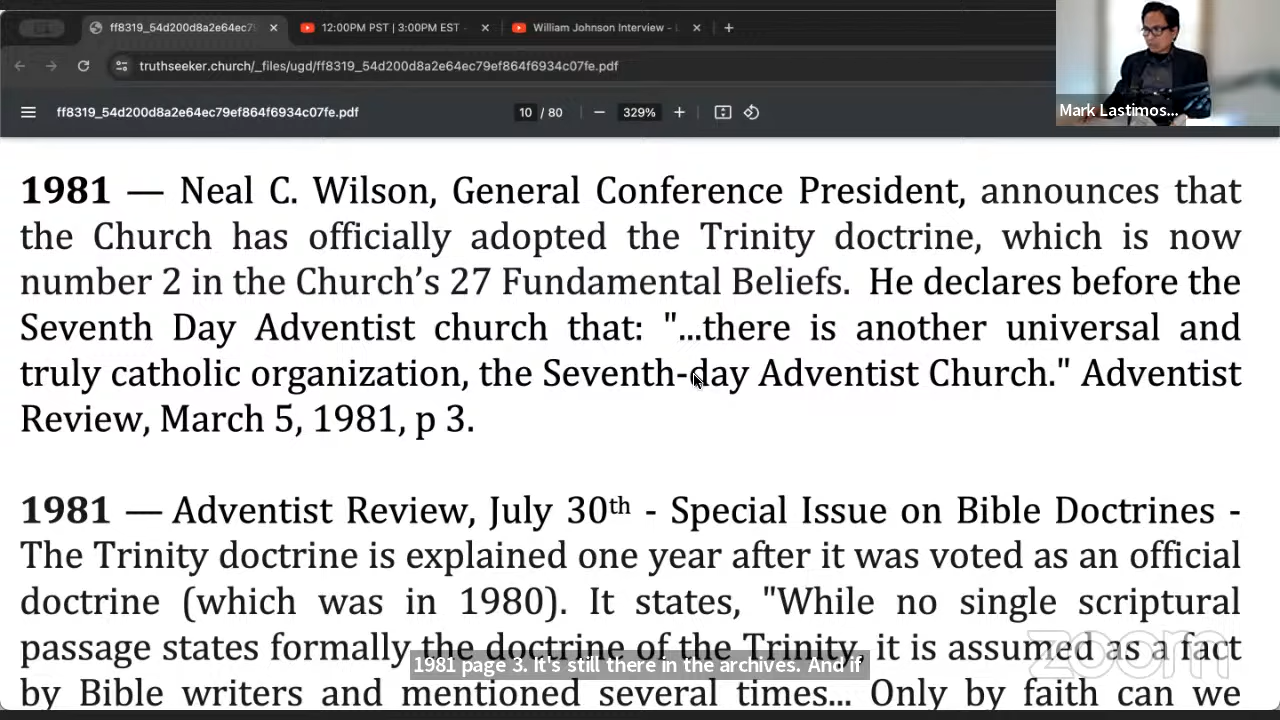 ff8319_54d200d8a2e64ec7
12:00PM PST | 3:00PM EST
William Johnson Interview -
truthseeker.church/_files/ugd/ff8319_54d200d8a2e64ec79ef864f6934c07fe.pdf
ff8319_54d200d8a2e64ec79ef864f6934c07fe.pdf
10 / 80
329%
Mark Lastimos...
1981 — Neal C. Wilson, General Conference President, announces that
the Church has officially adopted the Trinity doctrine, which is now
number 2 in the Church's 27 Fundamental Beliefs. He declares before the
Seventh Day Adventist church that: "...there is another universal and
truly catholic organization, the Seventh-day Adventist Church." Adventist
Review, March 5, 1981, p 3.
1981 — Adventist Review, July 30th - Special Issue on Bible Doctrines -
The Trinity doctrine is explained one year after it was voted as an official
doctrine (which was in 1980). It states, "While no single scriptural
passage states formally the doctrine of the Trinity, it is assumed as a fact
by Bible writers and mentioned several times... Only by faith can we
1981 page 3. It's still there in the archives. And if
zoom